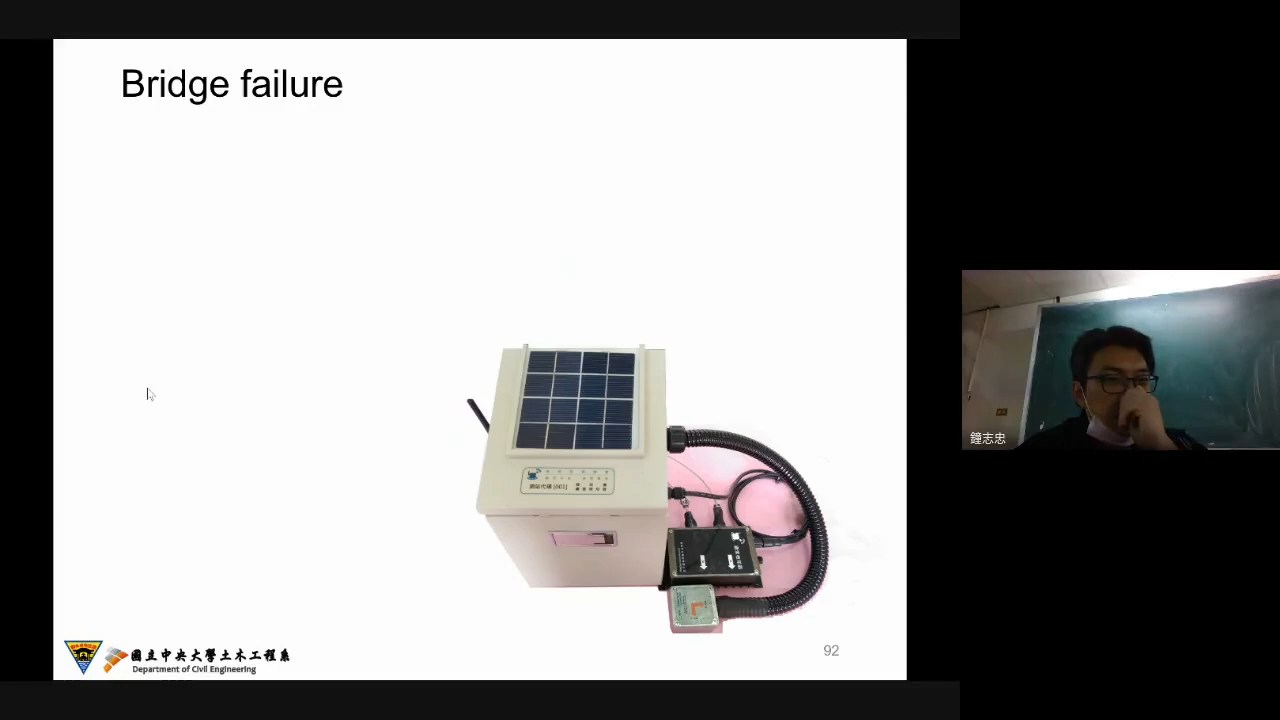 Bridge failure
國立中央大學土木工程系
Department of Civil Engineering
92
鐘志忠